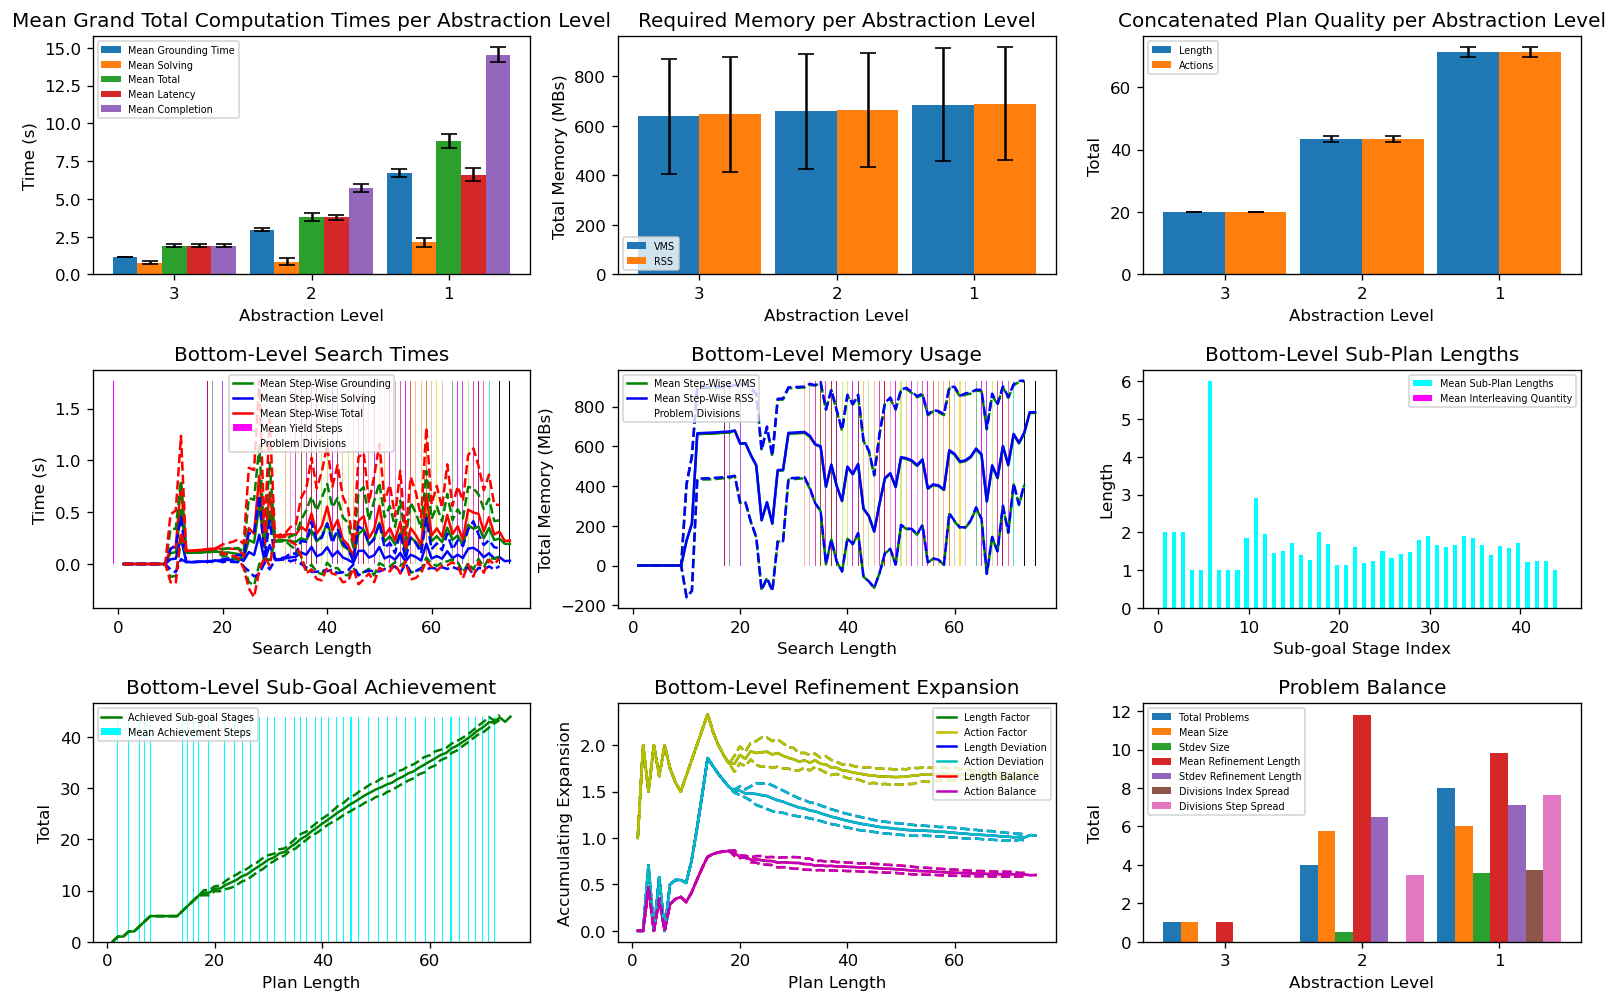 Mean Grand Total Computation Times per Abstraction Level
Time (s)
15.0
12.5
10.0
7.5
5.0
2.5
0.0
Mean Grounding Time
Mean Solving
Mean Total
Mean Latency
Mean Completion
3 2 1
Abstraction Level
Required Memory per Abstraction Level
Total Memory (MBs)
800
600
400
200
0
VMS
RSS
3 2 1
Abstraction Level
Concatenated Plan Quality per Abstraction Level
Total
60
40
20
0
Length
Actions
3 2 1
Abstraction Level
Bottom-Level Search Times
Time (s)
1.5
1.0
0.5
0.0
Mean Step-Wise Grounding
Mean Step-Wise Solving
Mean Step-Wise Total
Mean Yield Steps
Problem Divisions
0 20 40 60
Search Length
Bottom-Level Memory Usage
Total Memory (MBs)
800
600
400
200
0
−200
Mean Step-Wise VMS
Mean Step-Wise RSS
Problem Divisions
0 20 40 60
Search Length
Bottom-Level Sub-Plan Lengths
Length
6
5
4
3
2
1
0
Mean Sub-Plan Lengths
Mean Interleaving Quantity
0 10 20 30 40
Sub-goal Stage Index
Bottom-Level Sub-Goal Achievement
Total
40
30
20
10
0
Achieved Sub-goal Stages
Mean Achievement Steps
0 20 40 60
Plan Length
Bottom-Level Refinement Expansion
Accumulating Expansion
2.0
1.5
1.0
0.5
0.0
Length Factor
Action Factor
Length Deviation
Action Deviation
Length Balance
Action Balance
0 20 40 60
Plan Length
Problem Balance
Total
12
10
8
6
4
2
0
Total Problems
Mean Size
Stdev Size
Mean Refinement Length
Stdev Refinement Length
Divisions Index Spread
Divisions Step Spread
3 2 1
Abstraction Level